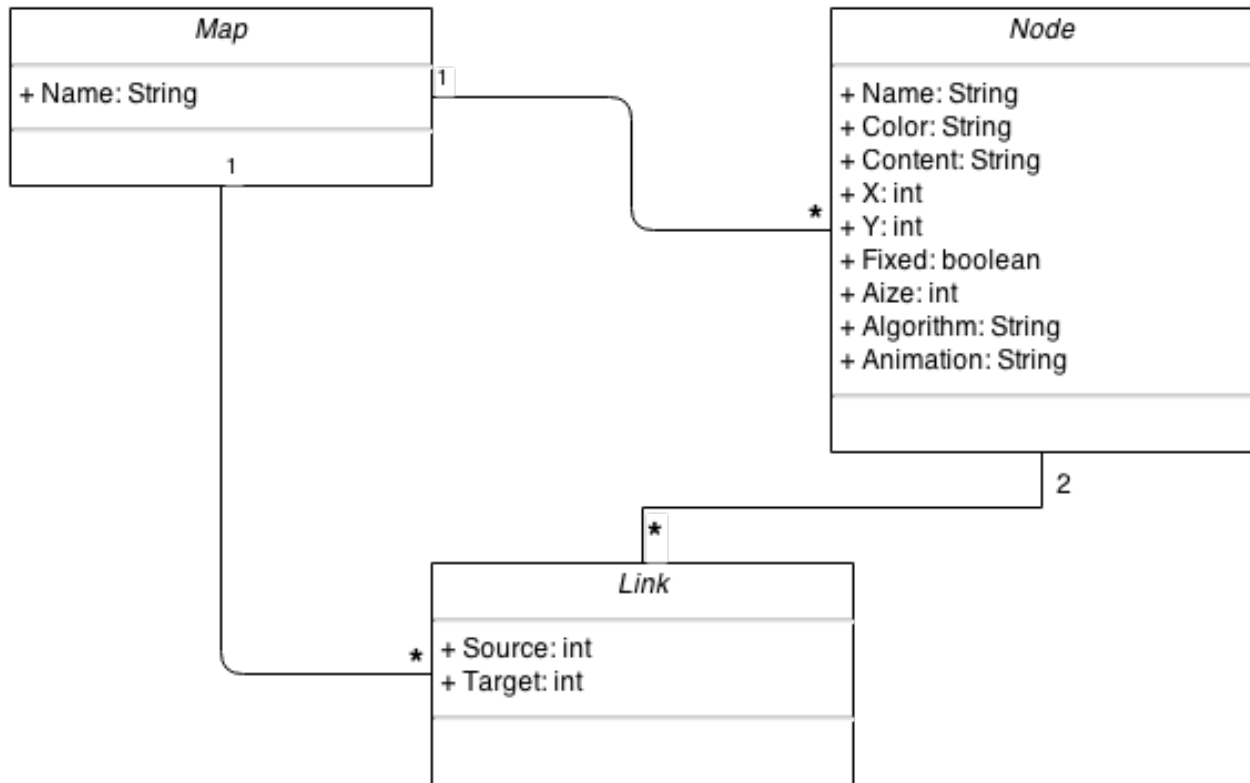 Map
+ Name: String
1
1
Node
+ Name: String
+ Color: String
+ Content: String
+ X: int
+ Y: int
+ Fixed: boolean
+ Aize: int
+ Algorithm: String
+ Animation: String
*
2
*
Link
+ Source: int
+ Target: int
*